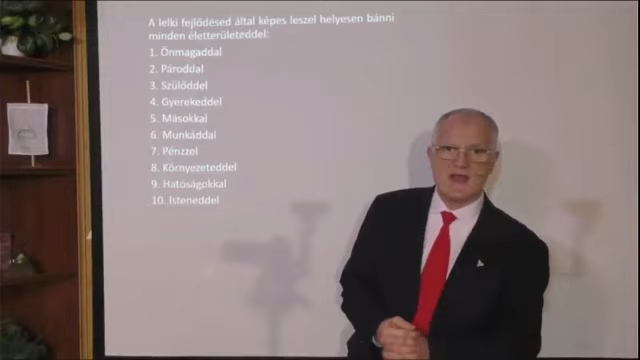 A lelki fejlődésed által képes leszel helyesen bánni
minden életterületeddel:
1. Önmagaddal
2. Pároddal
3. Szülőddel
4. Gyerekeddel
5. Másokkal
6. Munkáddal
7. Pénzzel
8. Környezeteddel
9. Hatóságokkal
10. Isteneddel